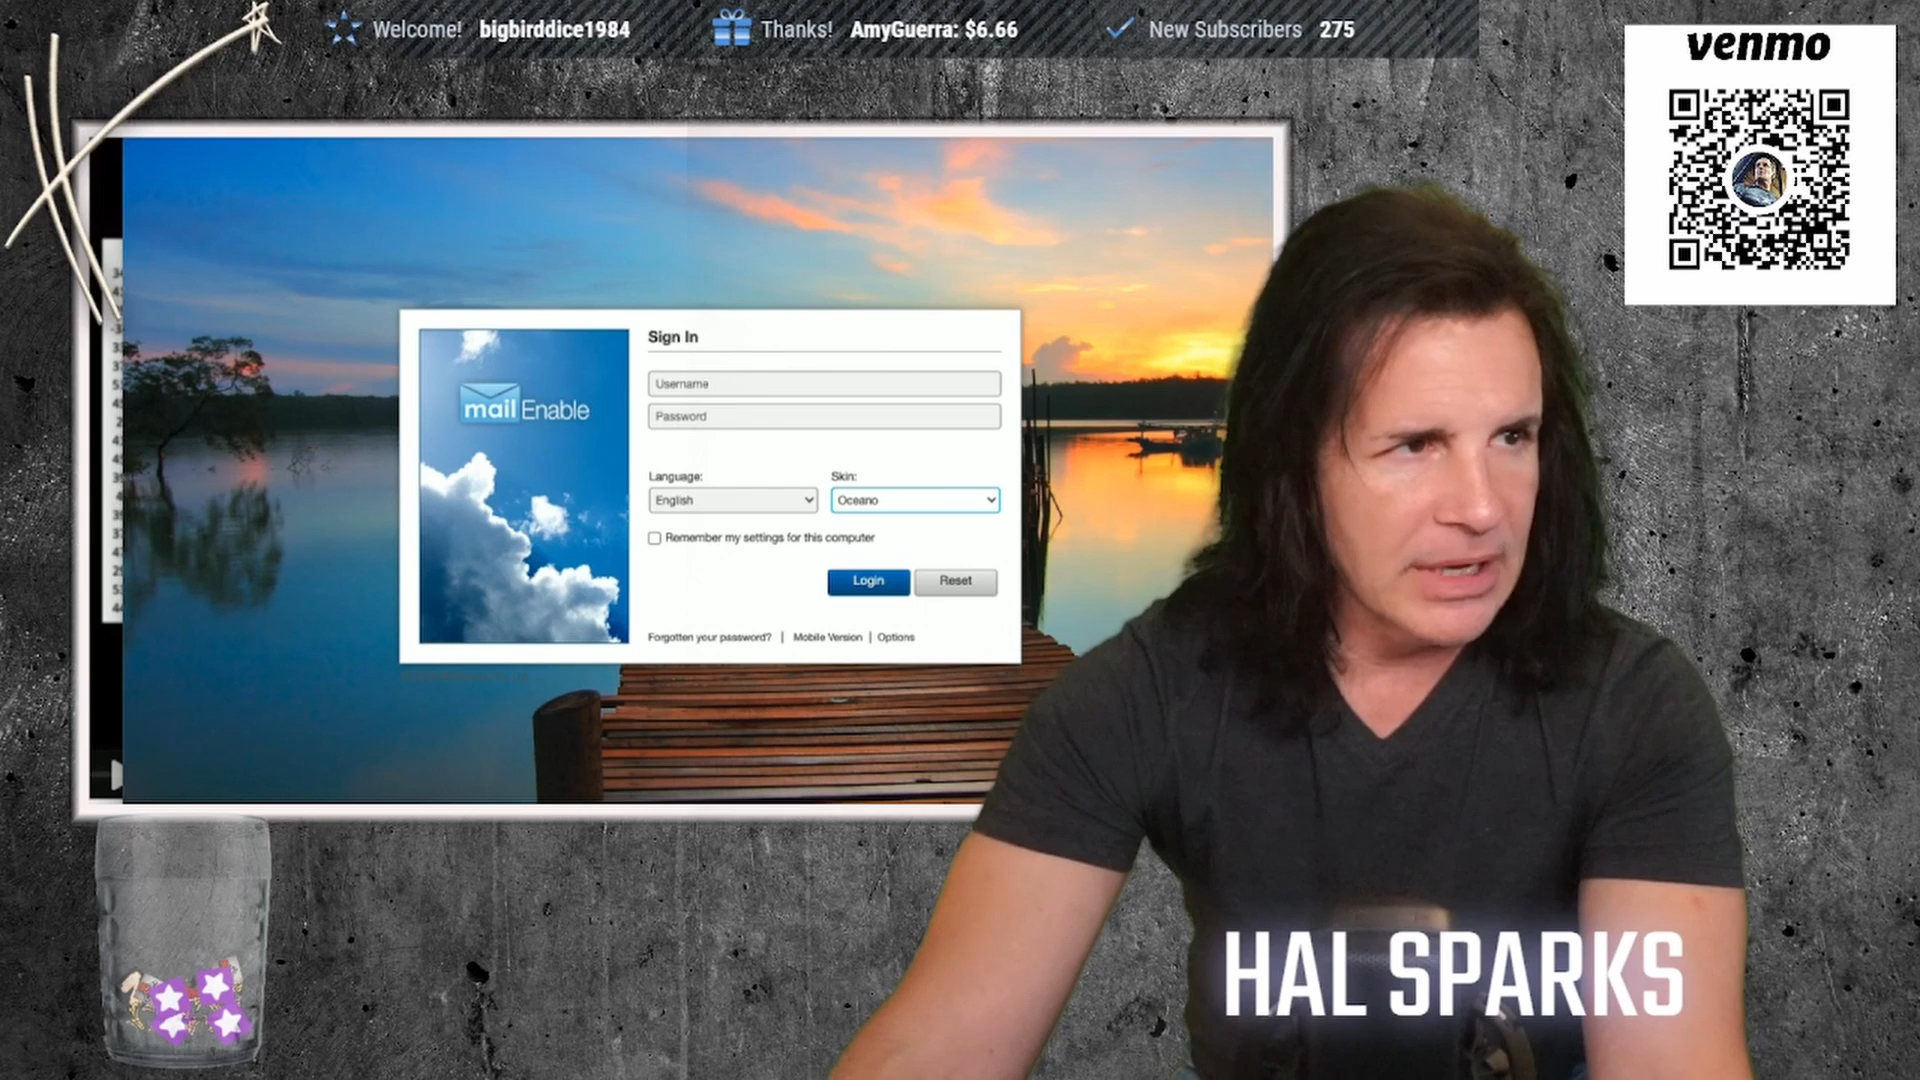 Welcome! bigbirddice1984 Thanks! AmyGuerra: $6.66 New Subscribers 275
venmo
Sign In
Username
mail Enable
Password
Language: Skin:
English Oceano
Remember my settings for this computer
Login Reset
Forgotten your password? | Mobile Version | Options
HAL SPARKS